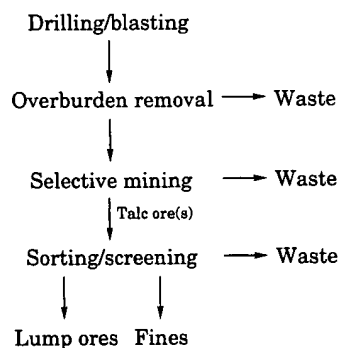 Drilling/blasting
Overburden removal Waste
Selective mining Waste
Talc ore(s)
Sorting/screening Waste
Lump ores Fines